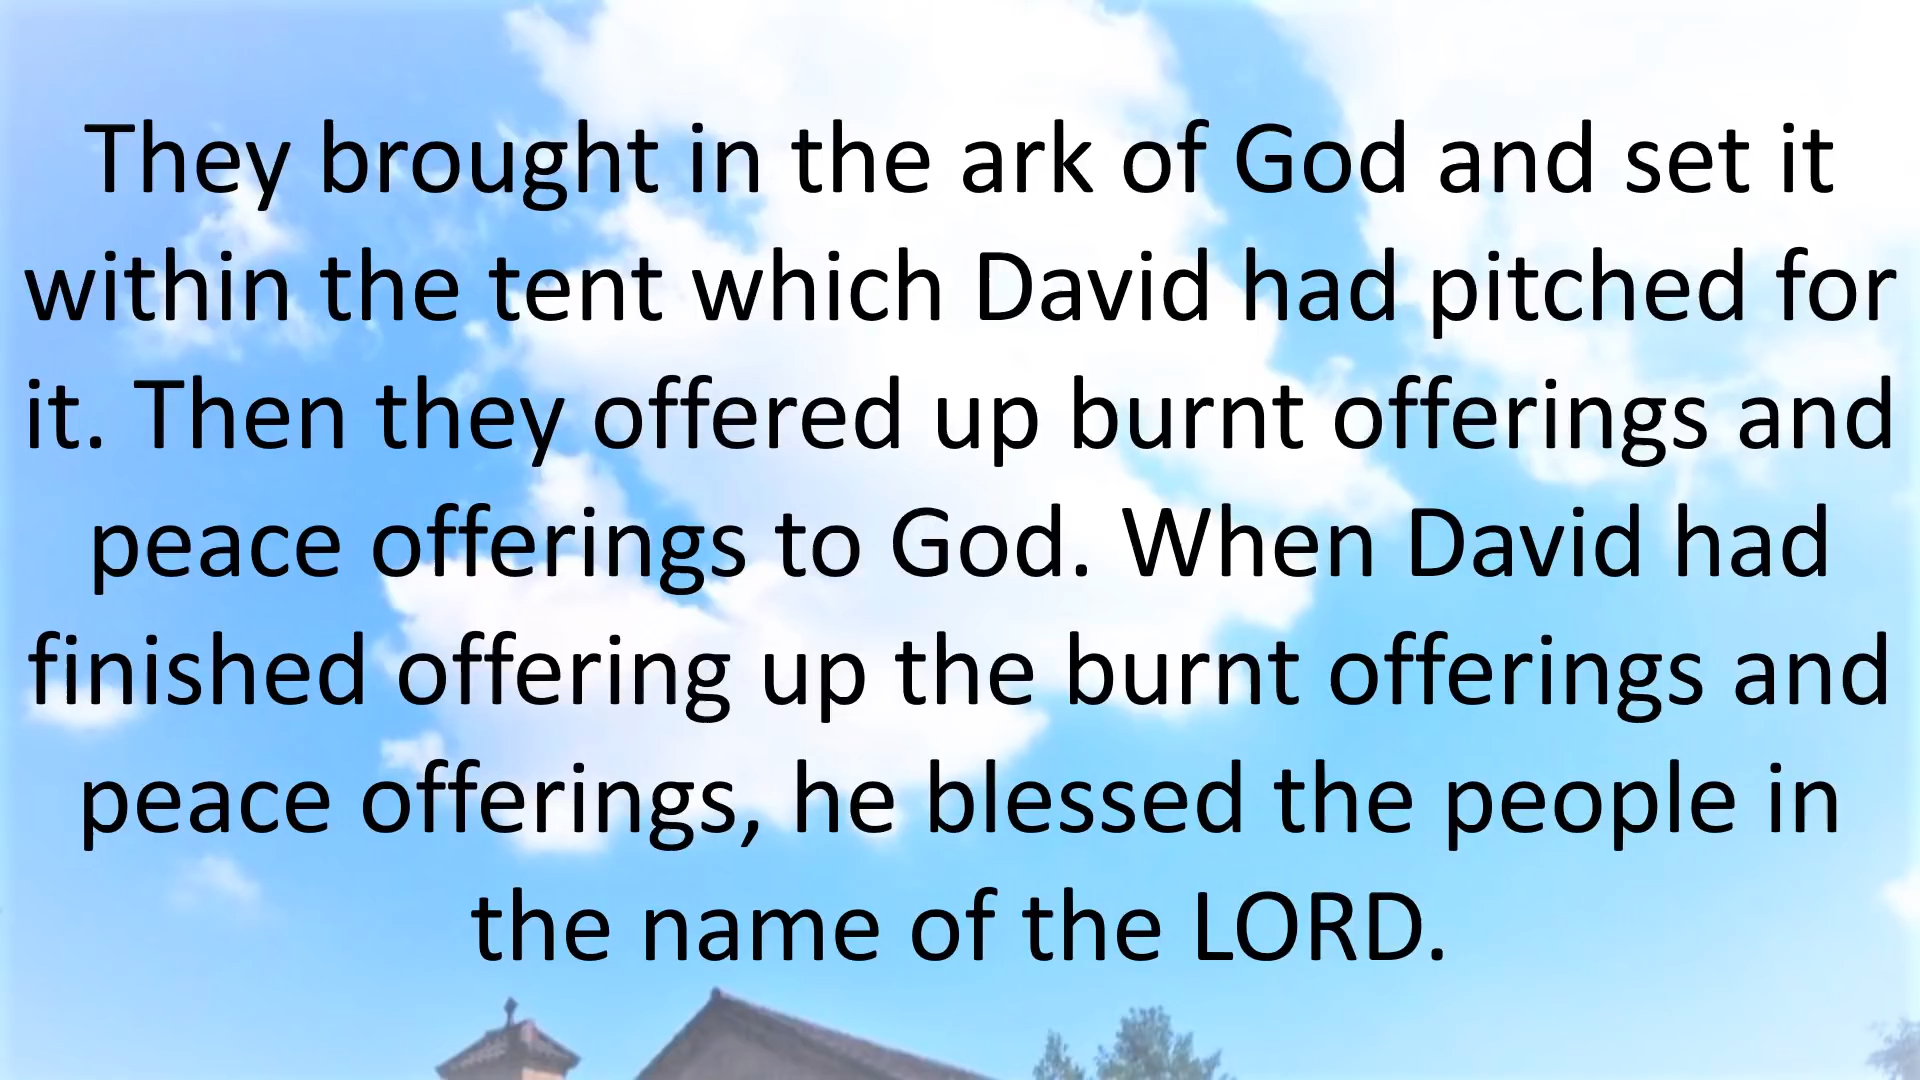 They brought in the ark of God and set it
within the tent which David had pitched for
it. Then they offered up burnt offerings and
peace offerings to God. When David had
finished offering up the burnt offerings and
peace offerings, he blessed the people in
the name of the LORD.